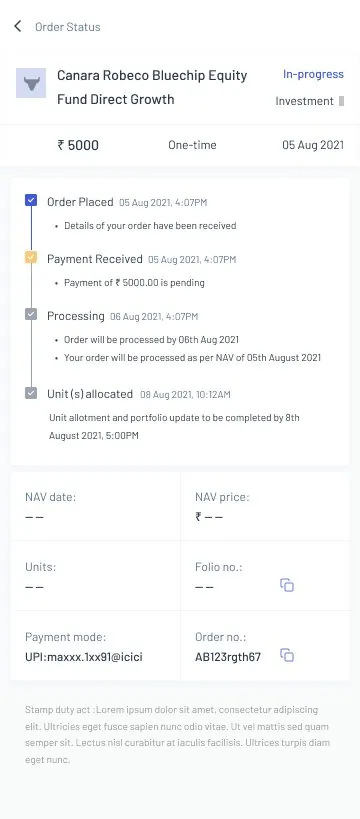 Order Status
Canara Robeco Bluechip Equity
Fund Direct Growth
In-progress
Investment
₹ 5000
One-time
05 Aug 2021
Order Placed 05 Aug 2021, 4:07PM
• Details of your order have been received
Payment Received 05 Aug 2021, 4:07PM
• Payment of ₹ 5000.00 is pending
Processing 06 Aug 2021, 4:07PM
• Order will be processed by 06th Aug 2021
• Your order will be processed as per NAV of 05th August 2021
Unit (s) allocated 08 Aug 2021, 10:12AM
Unit allotment and portfolio update to be completed by 8th
August 2021, 5:00PM
NAV date:
NAV price:
– –
₹ – –
Units:
Folio no.:
– –
– –
Payment mode:
Order no.:
UPI:maxxx.1xx91@icici
AB123rgth67
Stamp duty act :Lorem ipsum dolor sit amet, consectetur adipiscing
elit. Ultricies eget fusce sapien nunc odio vitae. Ut vel mattis sed quam
semper sit. Lectus nisl curabitur at iaculis facilisis. Ultrices turpis diam
eget nunc.